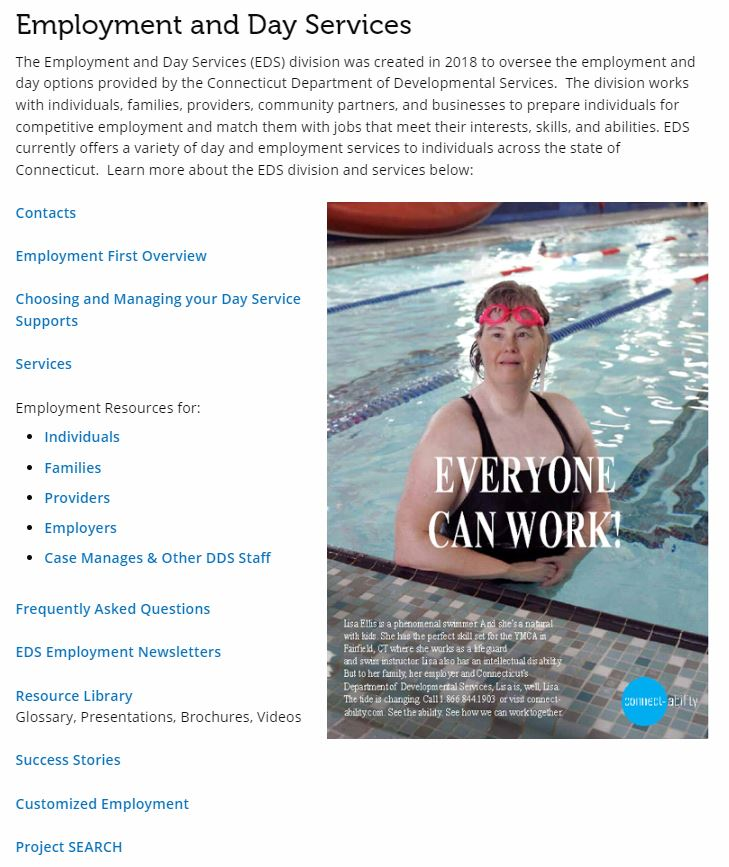 Employment and Day Services
The Employment and Day Services (EDS) division was created in 2018 to oversee the employment and
day options provided by the Connecticut Department of Developmental Services.  The division works
with individuals, families, providers, community partners, and businesses to prepare individuals for
competitive employment and match them with jobs that meet their interests, skills, and abilities. EDS
currently offers a variety of day and employment services to individuals across the state of
Connecticut.  Learn more about the EDS division and services below:
Contacts
Employment First Overview
Choosing and Managing your Day Service
Supports
Services
Employment Resources for:
• Individuals
• Families
• Providers
• Employers
• Case Manages & Other DDS Staff
Frequently Asked Questions
EDS Employment Newsletters
Resource Library
Glossary, Presentations, Brochures, Videos
Success Stories
Customized Employment
Project SEARCH
EVERYONE
CAN WORK!
Lisa Ellis is a phenomenal swimmer. And she's a natural
with kids. She has the perfect skill set for the YMCA in
Fairfield, CT where she works as a lifeguard
and swim instructor. Lisa also has an intellectual disability.
But to her family, her employer and Connecticut's
Department of Developmental Services, Lisa is, well, Lisa.
The tide is changing. Call 1.866.844.1903 or visit connect-
ability.com. See the ability. See how we can work together.
connect-ability